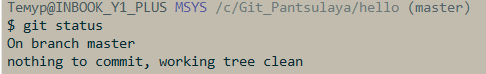 Темур@INBOOK_Y1_PLUS MSYS /c/Git_Pantsulaya/hello (master)
$ git status
On branch master
nothing to commit, working tree clean